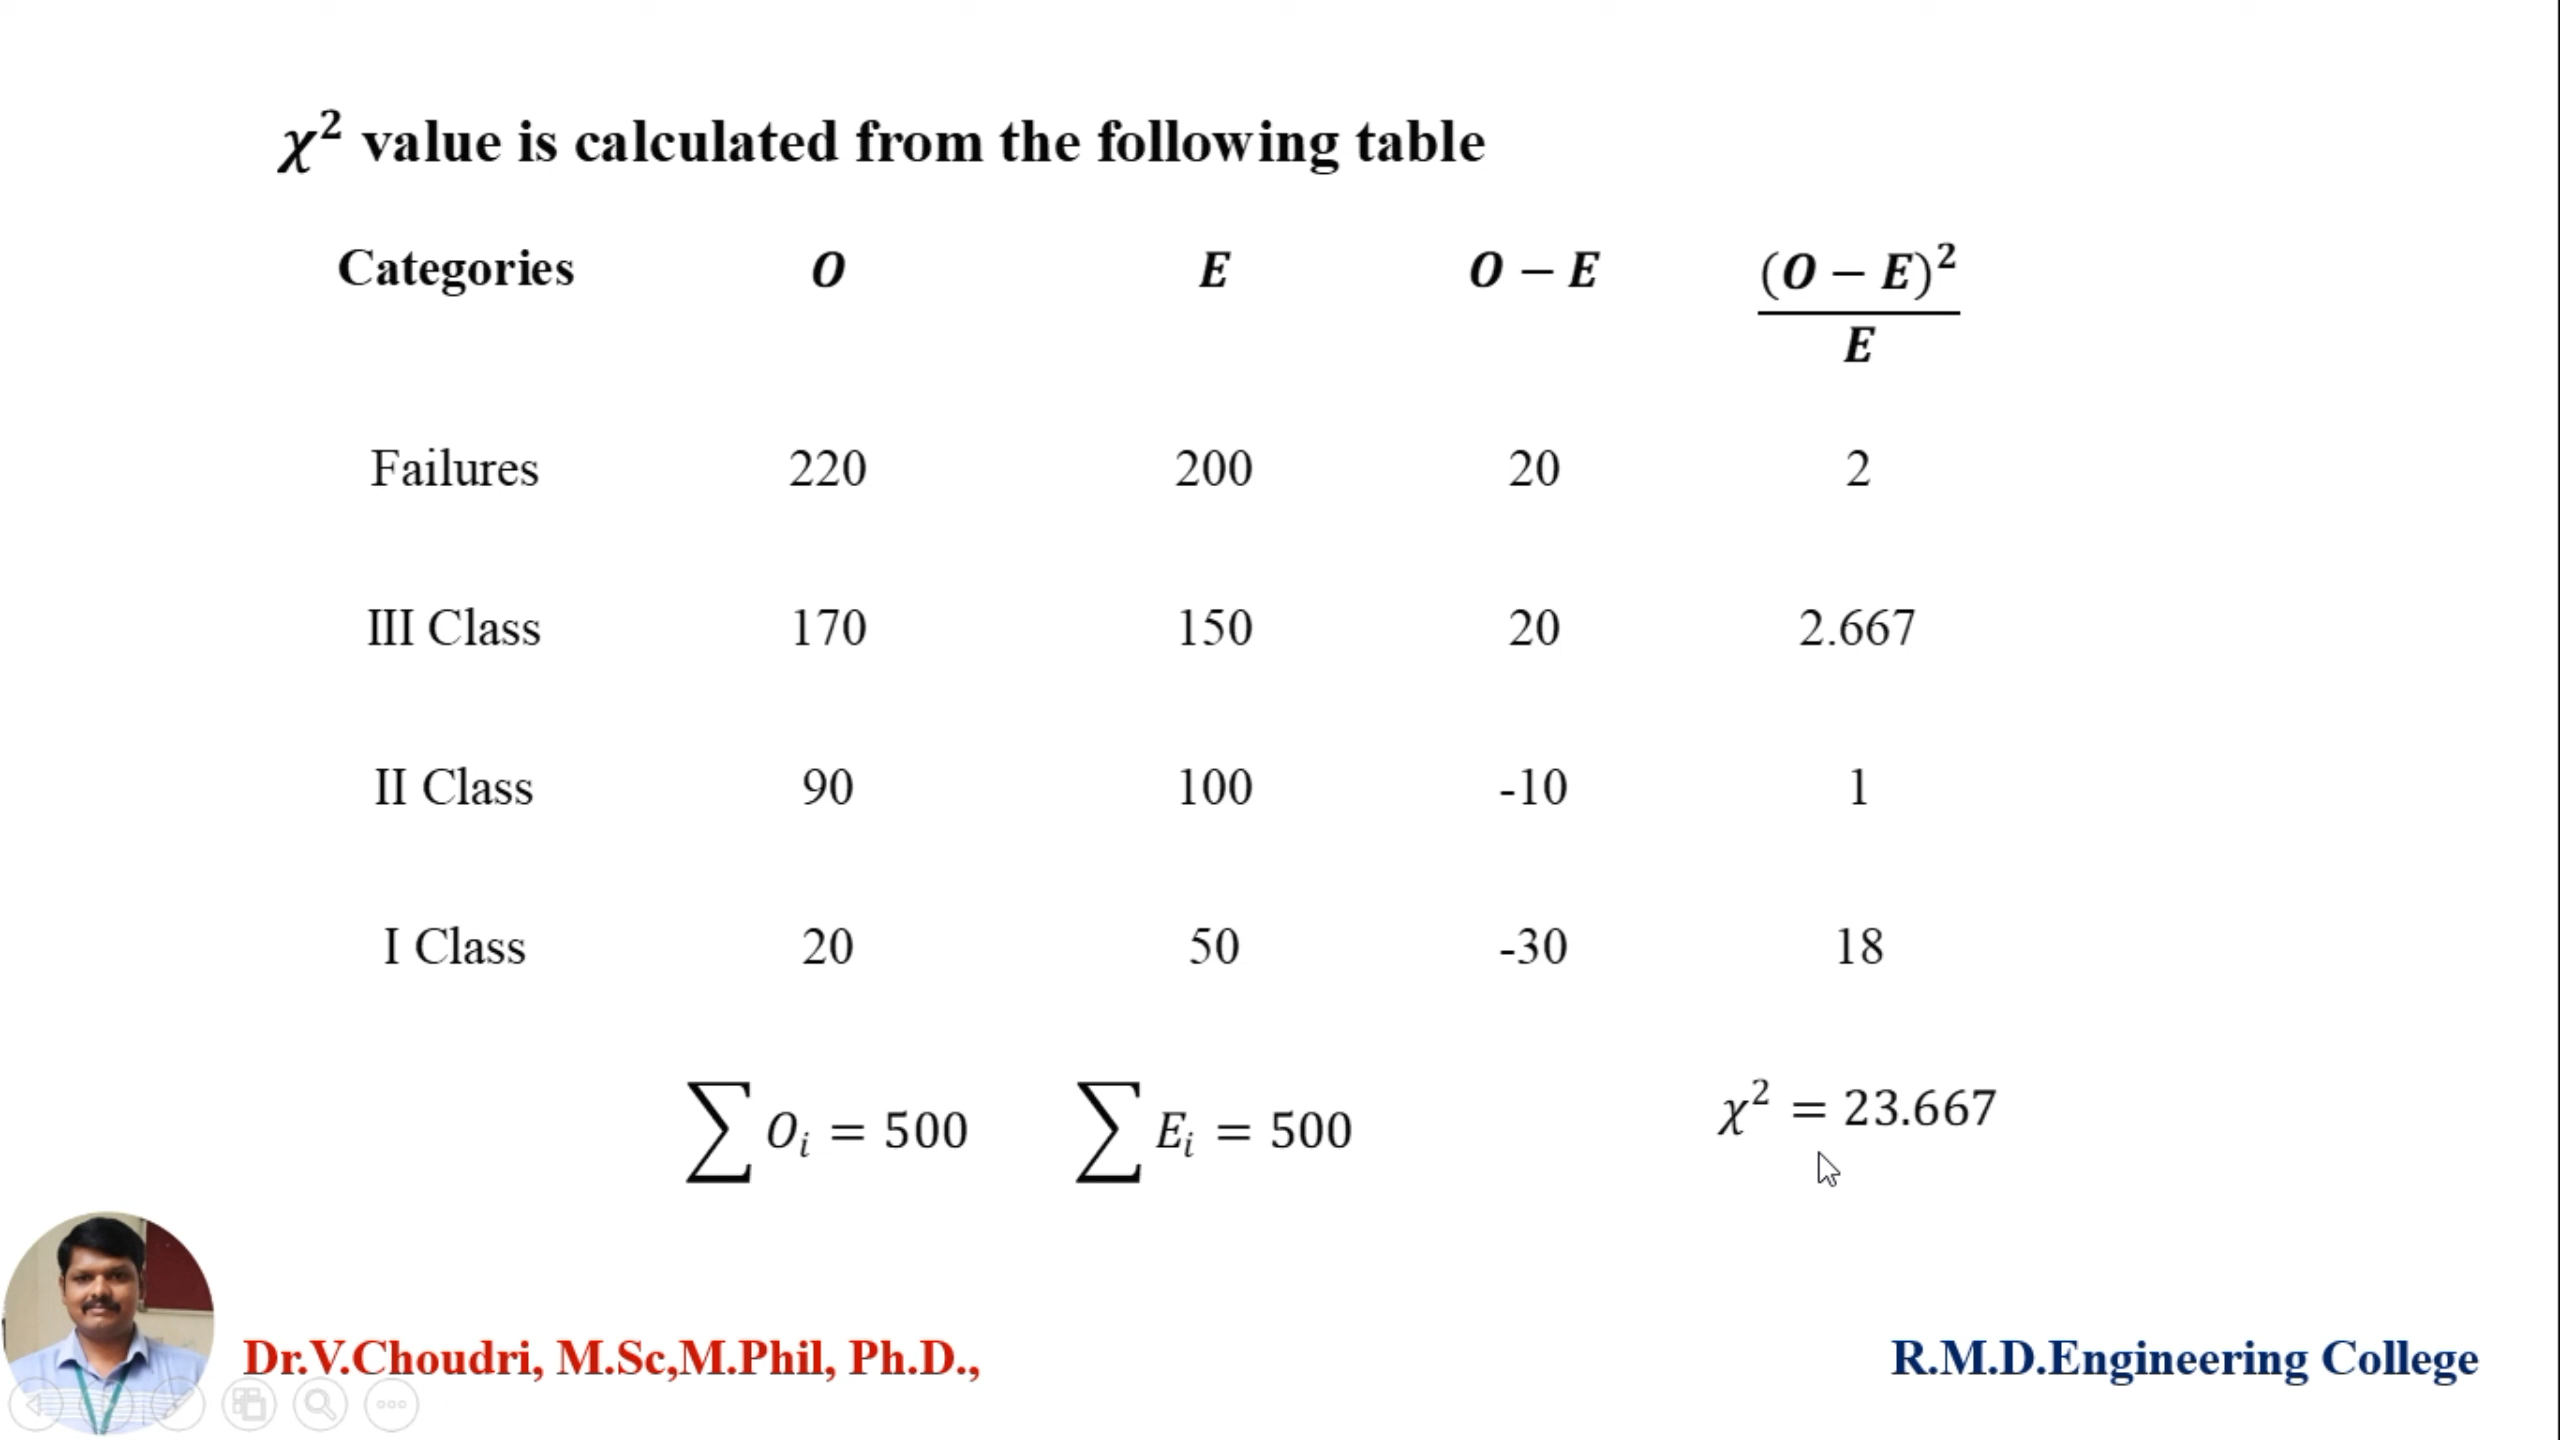 χ² value is calculated from the following table
Categories O E O − E (O − E)² / E
Failures 220 200 20 2
III Class 170 150 20 2.667
II Class 90 100 -10 1
I Class 20 50 -30 18
∑ Oᵢ = 500 ∑ Eᵢ = 500 χ² = 23.667
Dr.V.Choudri, M.Sc,M.Phil, Ph.D., R.M.D.Engineering College